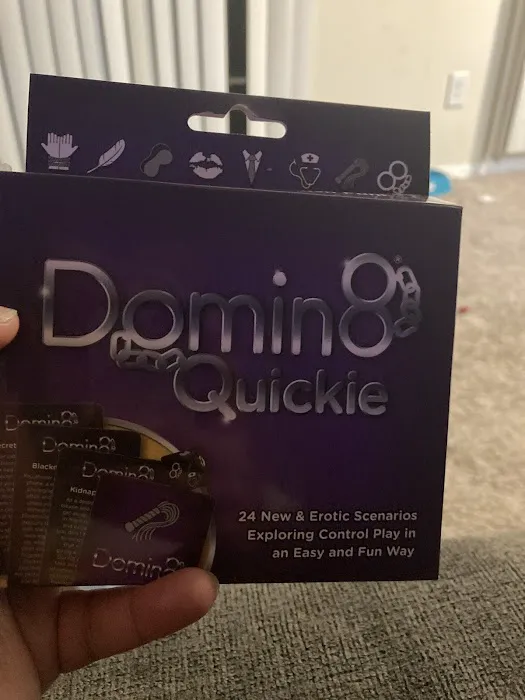 Domin8
Quickie
Domin8
Domin8
Domin8
Domin8
24 New & Erotic Scenarios
Exploring Control Play in
an Easy and Fun Way